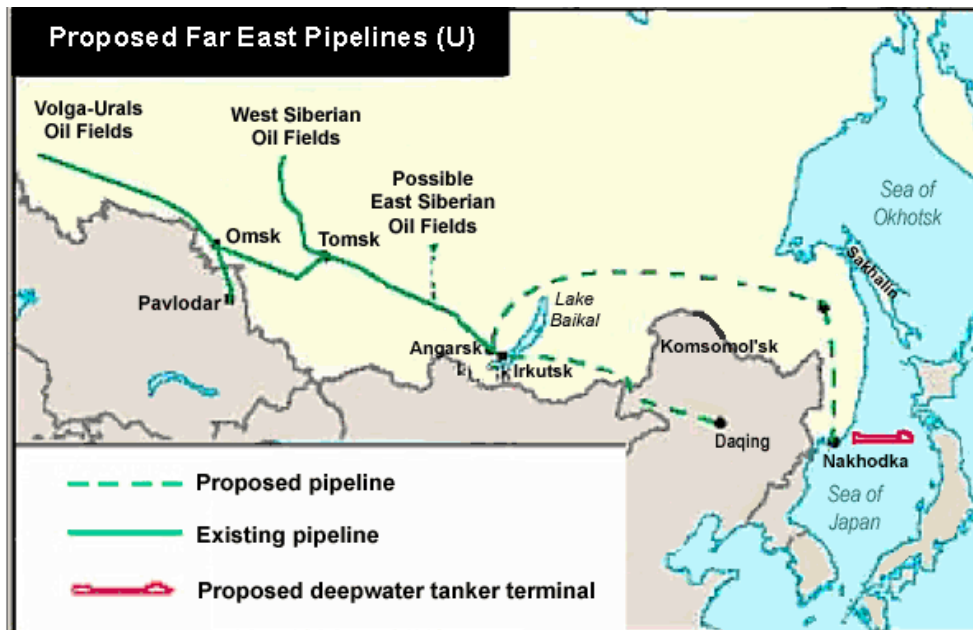 Proposed Far East Pipelines (U)
Volga-Urals
Oil Fields
West Siberian
Oil Fields
Possible
East Siberian
Oil Fields
Sea of
Okhotsk
Omsk
Tomsk
Sakhalin
Pavlodar
Lake
Baikal
Angarsk
Komsomol'sk
Irkutsk
Daqing
Nakhodka
Sea of
Japan
Proposed pipeline
Existing pipeline
Proposed deepwater tanker terminal